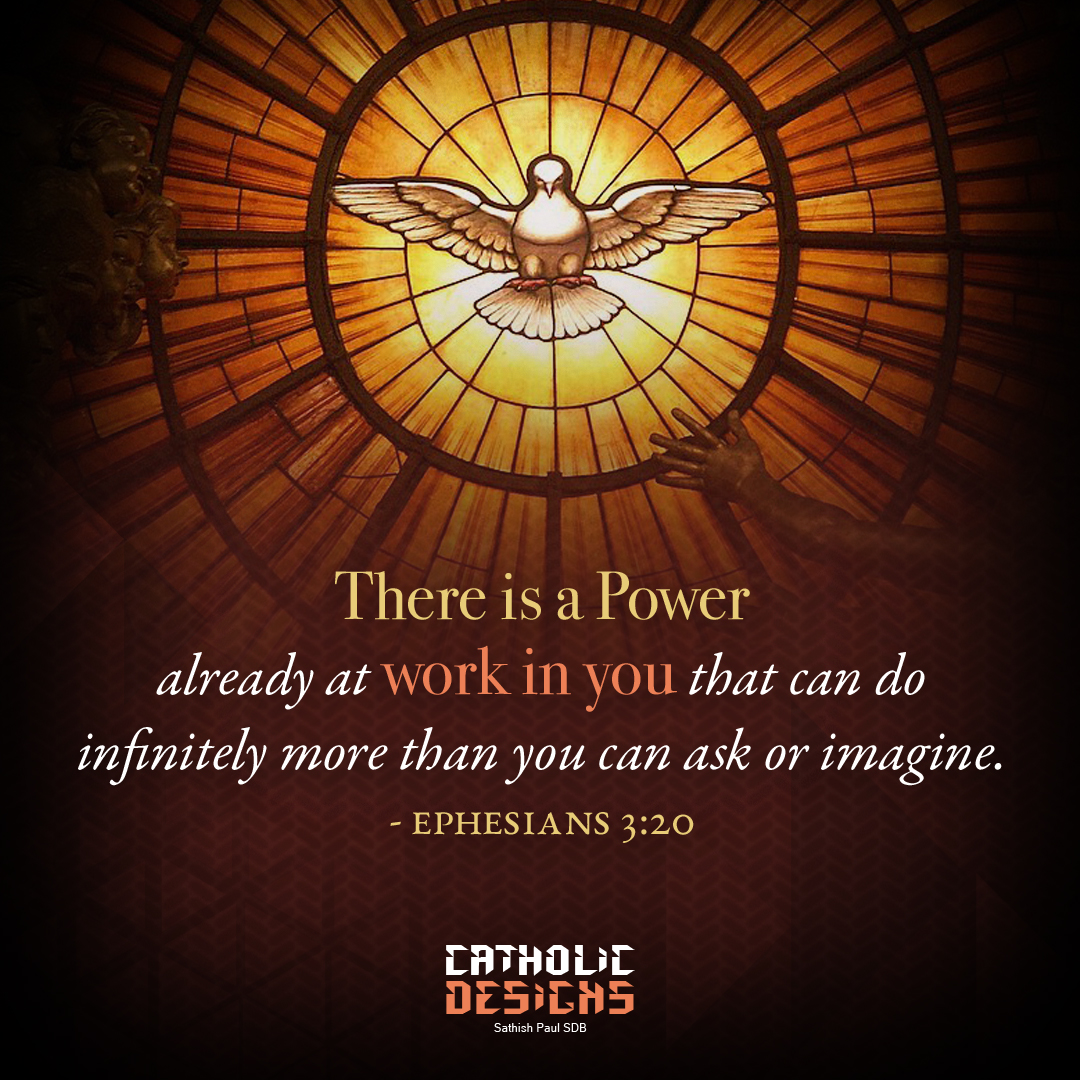 There is a Power
already at work in you that can do
infinitely more than you can ask or imagine.
- EPHESIANS 3:20
CATHOLIC
DESIGNS
Sathish Paul SDB